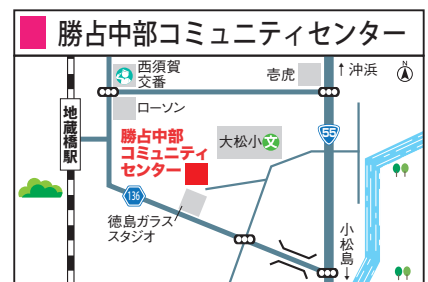 勝占中部コミュニティセンター
西須賀
交番
壱虎
↑沖浜
N
ローソン
地蔵橋駅
勝占中部
コミュニティ
センター
大松小
文
55
136
徳島ガラス
スタジオ
小松島↓